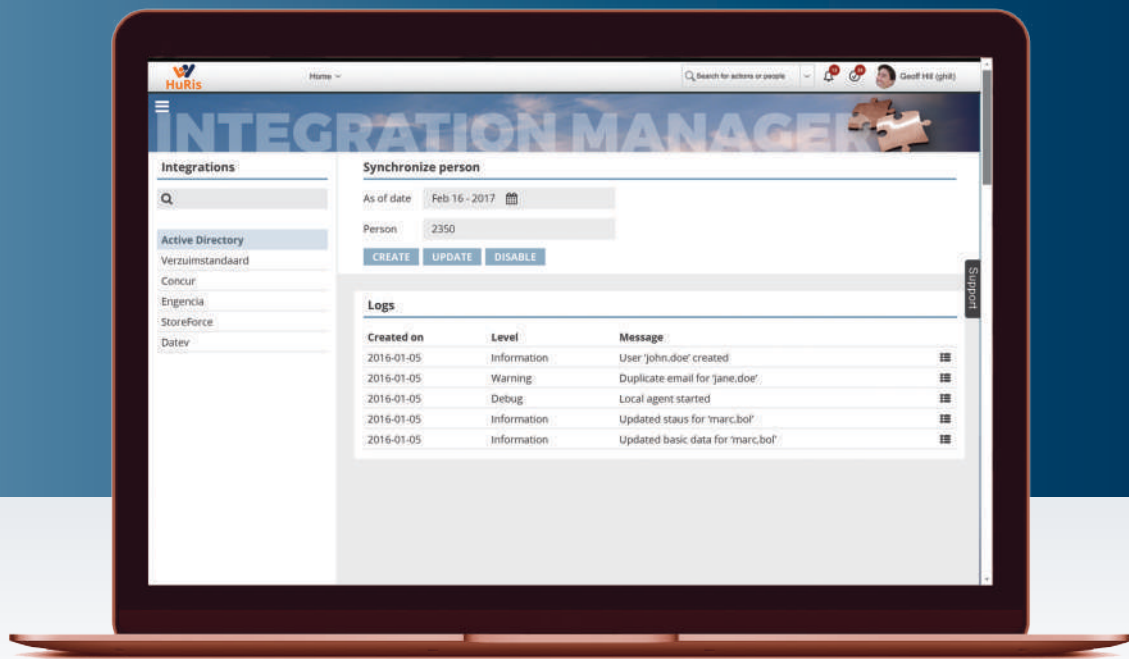 HuRis
Home
Search for actions or people
Geoff Hill (ghill)
INTEGRATION MANAGER
Integrations
Active Directory
Verzuimstandaard
Concur
Engencia
StoreForce
Datev
Synchronize person
As of date Feb 16 - 2017
Person 2350
CREATE UPDATE DISABLE
Support
Logs
Created on Level Message
2016-01-05 Information User 'john.doe' created
2016-01-05 Warning Duplicate email for 'jane.doe'
2016-01-05 Debug Local agent started
2016-01-05 Information Updated staus for 'marc.bol'
2016-01-05 Information Updated basic data for 'marc.bol'